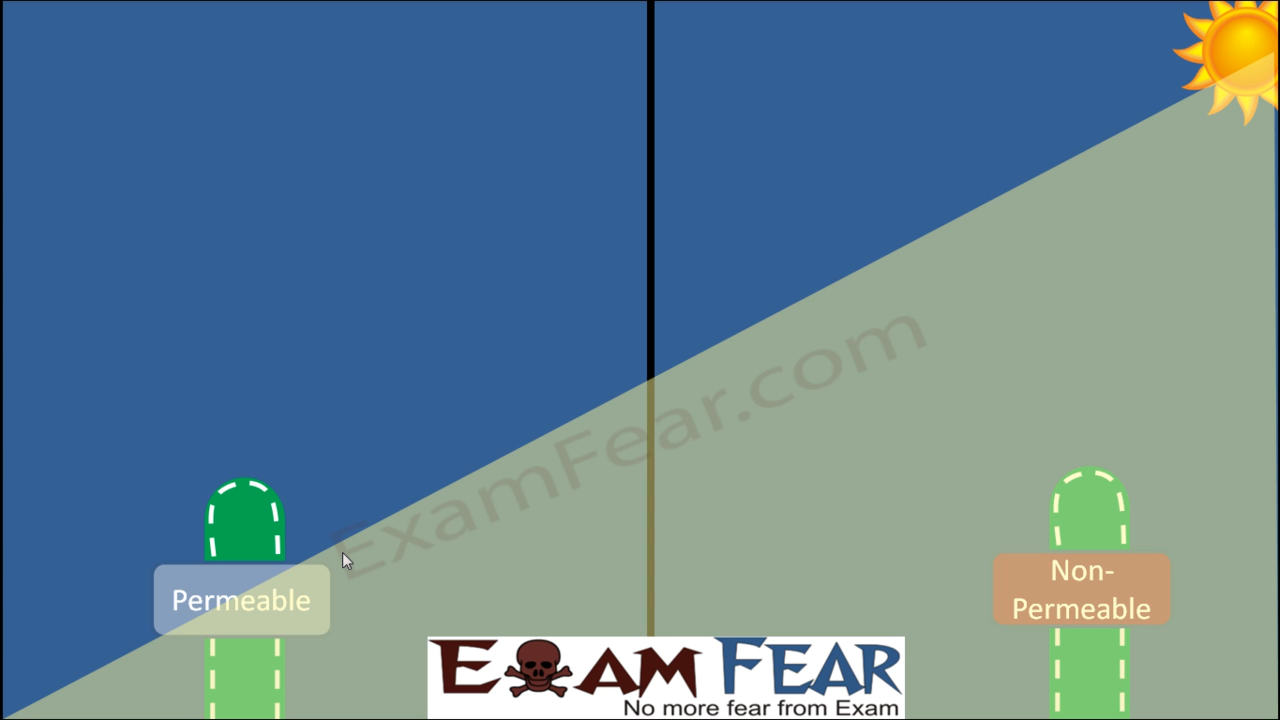 ExamFear.com
Permeable
Non-
Permeable
EXAM FEAR
No more fear from Exam